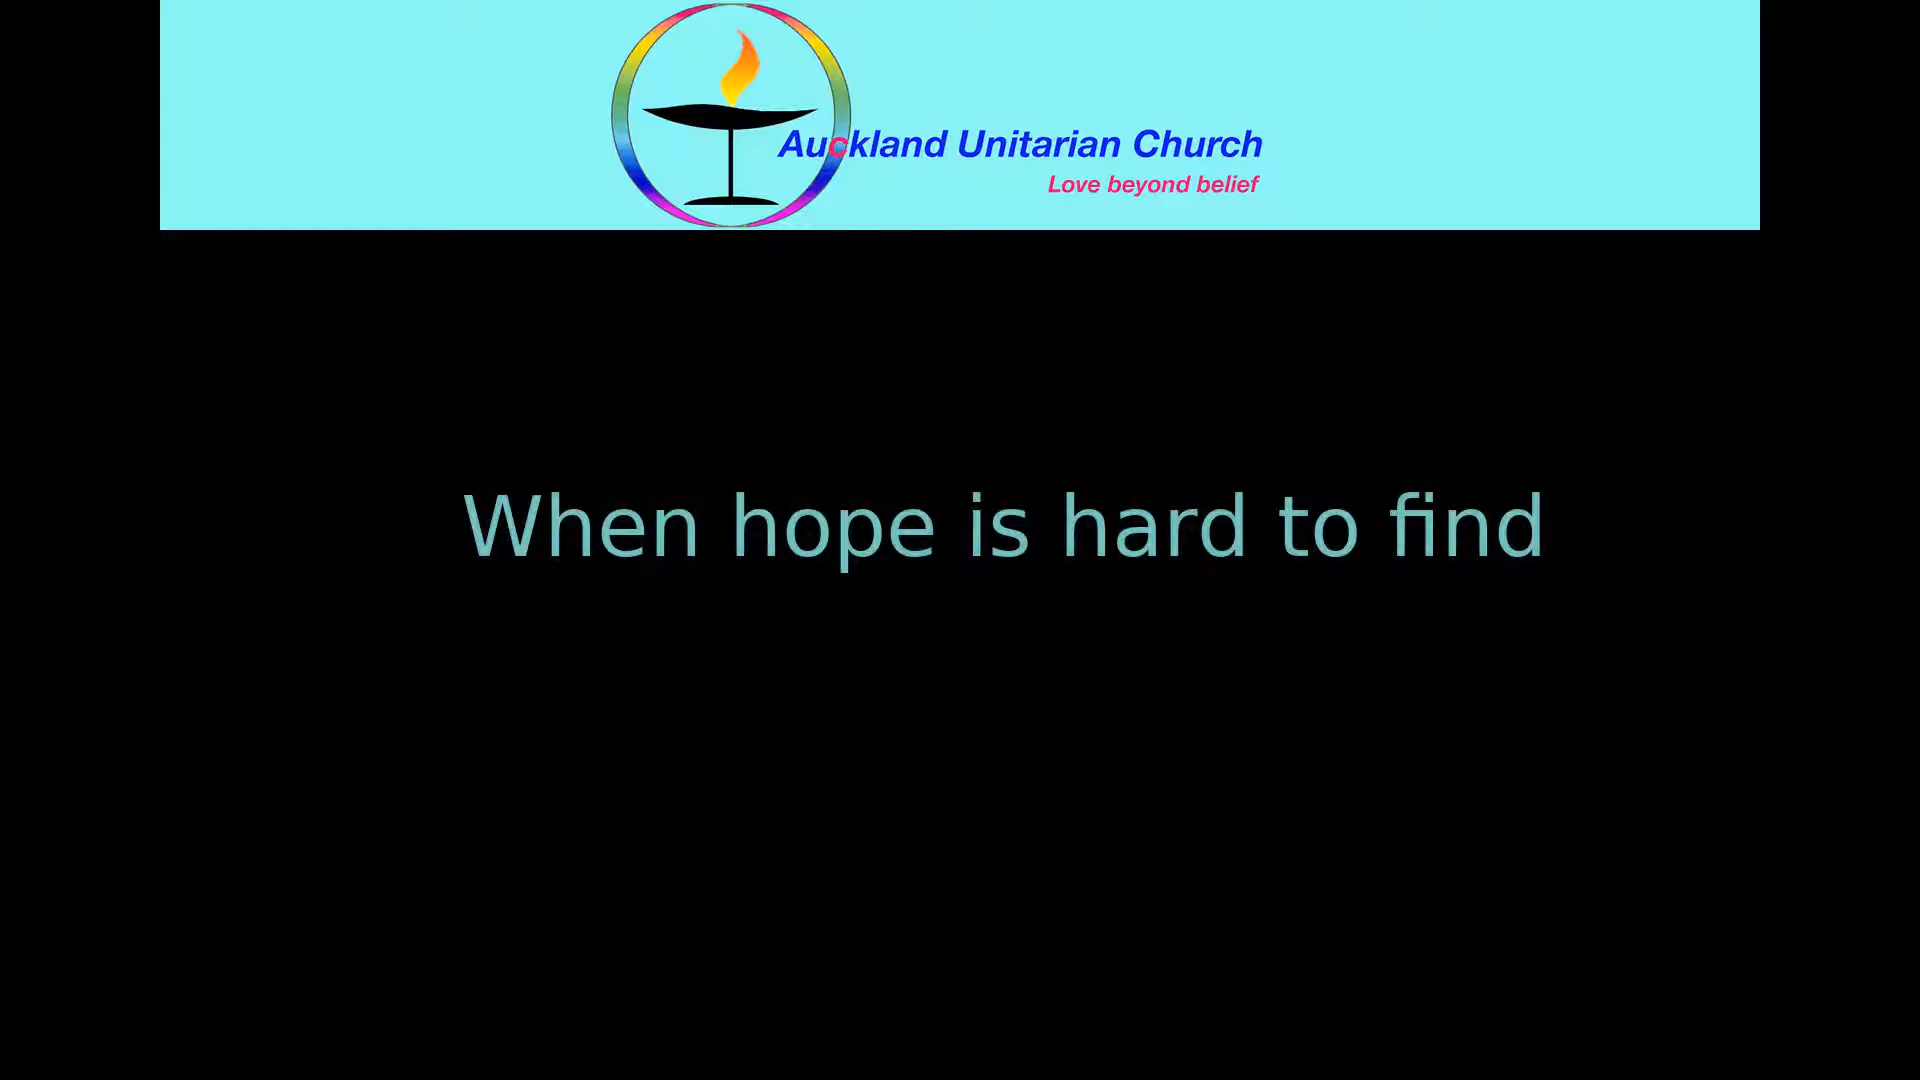 Auckland Unitarian Church
Love beyond belief
When hope is hard to find